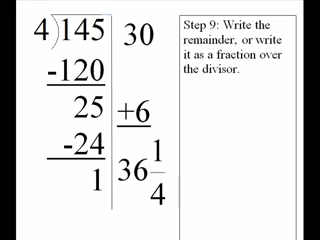 4)145 30
-120
25 +6
-24
1 36 1/4
Step 9: Write the
remainder, or write
it as a fraction over
the divisor.